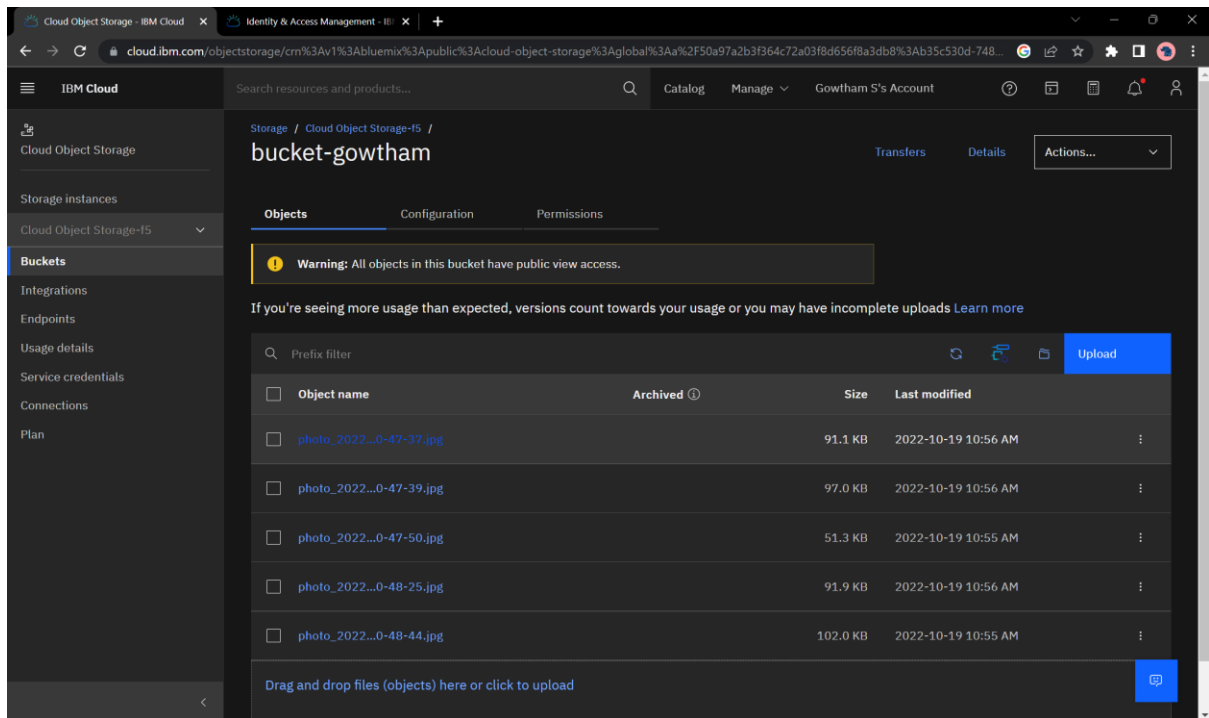 Cloud Object Storage - IBM Cloud
Identity & Access Management - IB
cloud.ibm.com/objectstorage/crn%3Av1%3Abluemix%3Apublic%3Acloud-object-storage%3Aglobal%3Aa%2F50a97a2b3f364c72a03f8d656f8a3db8%3Ab35c530d-748...
IBM Cloud
Search resources and products...
Catalog
Manage
Gowtham S's Account
Cloud Object Storage
Storage instances
Cloud Object Storage-f5
Buckets
Integrations
Endpoints
Usage details
Service credentials
Connections
Plan
Storage / Cloud Object Storage-f5 /
bucket-gowtham
Transfers
Details
Actions...
Objects
Configuration
Permissions
Warning: All objects in this bucket have public view access.
If you're seeing more usage than expected, versions count towards your usage or you may have incomplete uploads Learn more
Prefix filter
Upload
Object name Archived Size Last modified
photo_2022...0-47-37.jpg 91.1 KB 2022-10-19 10:56 AM
photo_2022...0-47-39.jpg 97.0 KB 2022-10-19 10:56 AM
photo_2022...0-47-50.jpg 51.3 KB 2022-10-19 10:55 AM
photo_2022...0-48-25.jpg 91.9 KB 2022-10-19 10:56 AM
photo_2022...0-48-44.jpg 102.0 KB 2022-10-19 10:55 AM
Drag and drop files (objects) here or click to upload